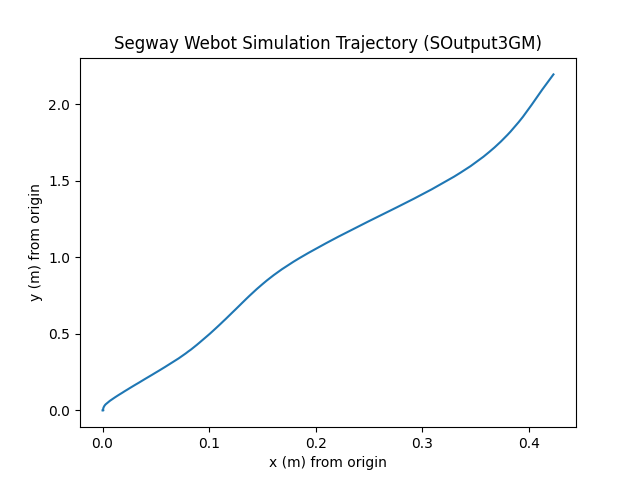 Segway Webot Simulation Trajectory (SOutput3GM)
2.0
1.5
1.0
0.5
0.0
y (m) from origin
0.0 0.1 0.2 0.3 0.4
x (m) from origin